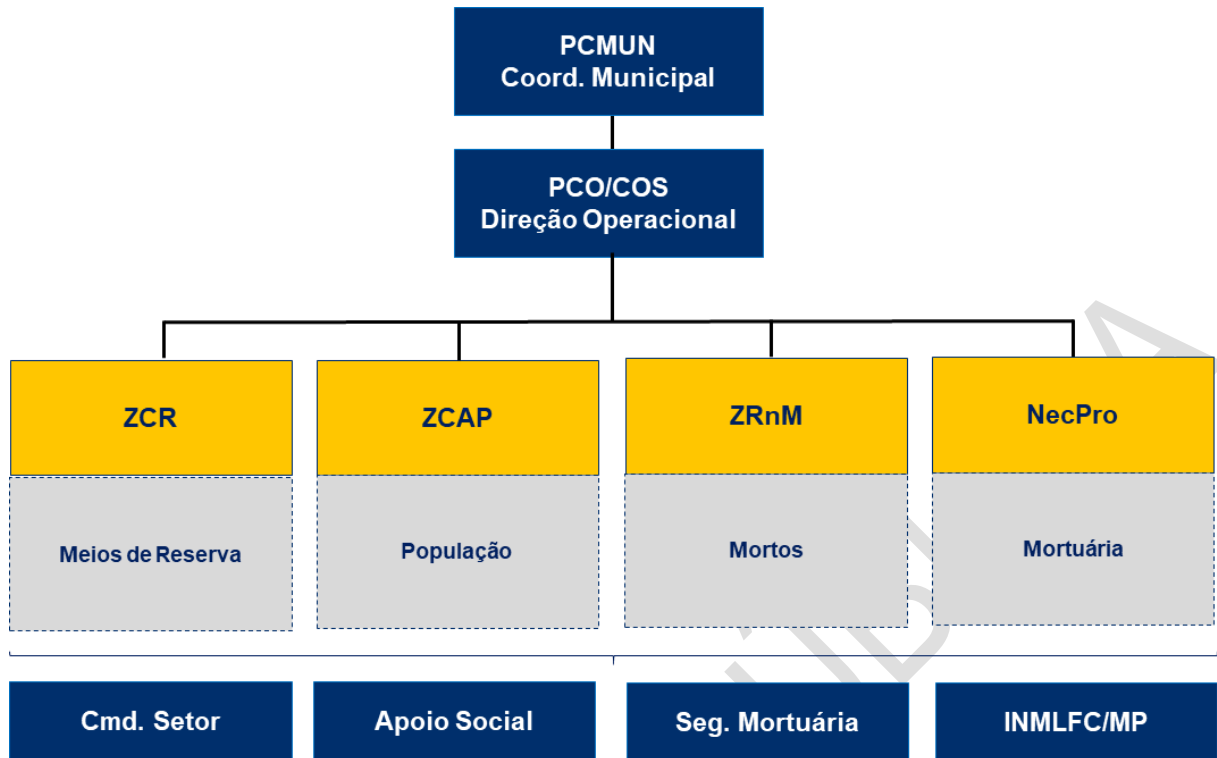 PCMUN
Coord. Municipal
PCO/COS
Direção Operacional
ZCR
ZCAP
ZRnM
NecPro
Meios de Reserva
População
Mortos
Mortuária
Cmd. Setor
Apoio Social
Seg. Mortuária
INMLFC/MP